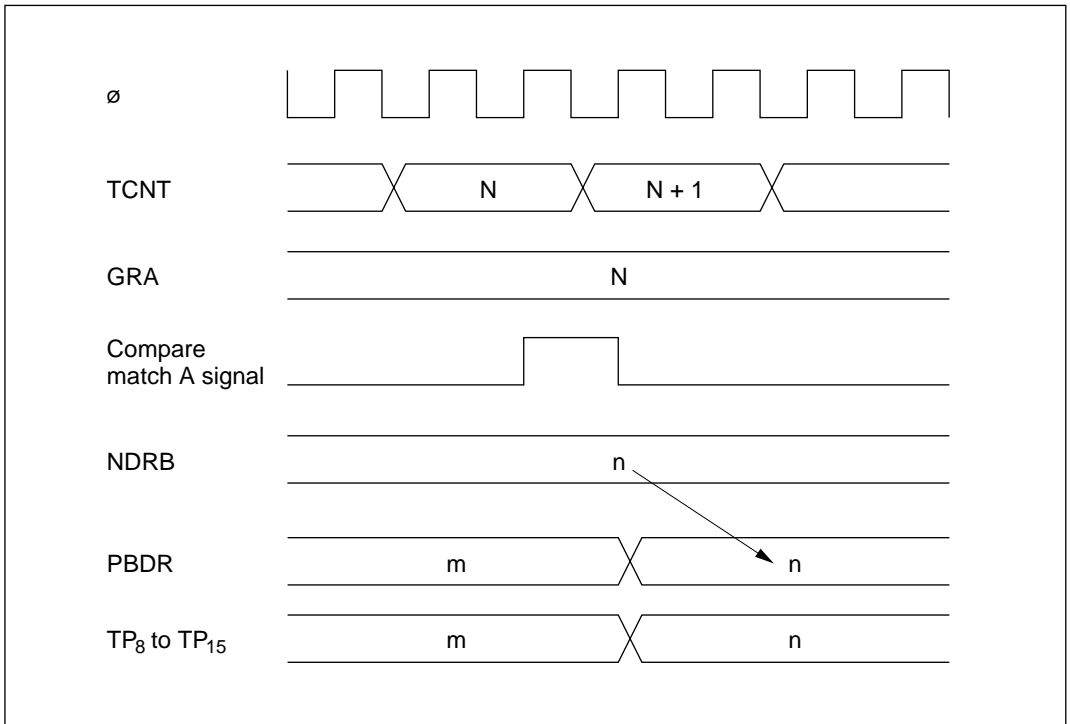 ø
TCNT N N + 1
GRA N
Compare
match A signal
NDRB n
PBDR m n
TP8 to TP15 m n